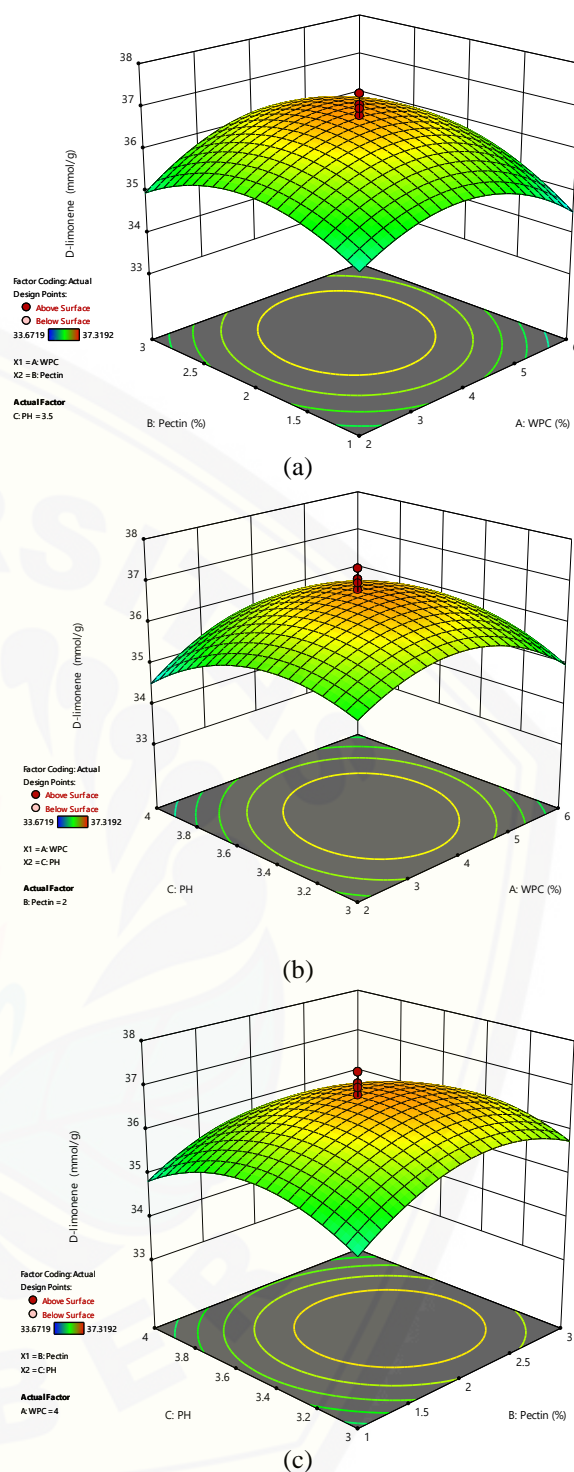 38
37
36
35
34
33
D-limonene (mmol/g)
Factor Coding: Actual
Design Points:
Above Surface
Below Surface
33.6719 37.3192
X1 = A: WPC
X2 = B: Pectin
Actual Factor
C: PH = 3.5
3
2.5
2
1.5
1
2
3
4
5
6
B: Pectin (%)
A: WPC (%)
(a)
38
37
36
35
34
33
D-limonene (mmol/g)
Factor Coding: Actual
Design Points:
Above Surface
Below Surface
33.6719 37.3192
X1 = A: WPC
X2 = C: PH
Actual Factor
B: Pectin = 2
4
3.8
3.6
3.4
3.2
3
2
3
4
5
6
C: PH
A: WPC (%)
(b)
38
37
36
35
34
33
D-limonene (mmol/g)
Factor Coding: Actual
Design Points:
Above Surface
Below Surface
33.6719 37.3192
X1 = B: Pectin
X2 = C: PH
Actual Factor
A: WPC = 4
4
3.8
3.6
3.4
3.2
3
1
1.5
2
2.5
3
C: PH
B: Pectin (%)
(c)